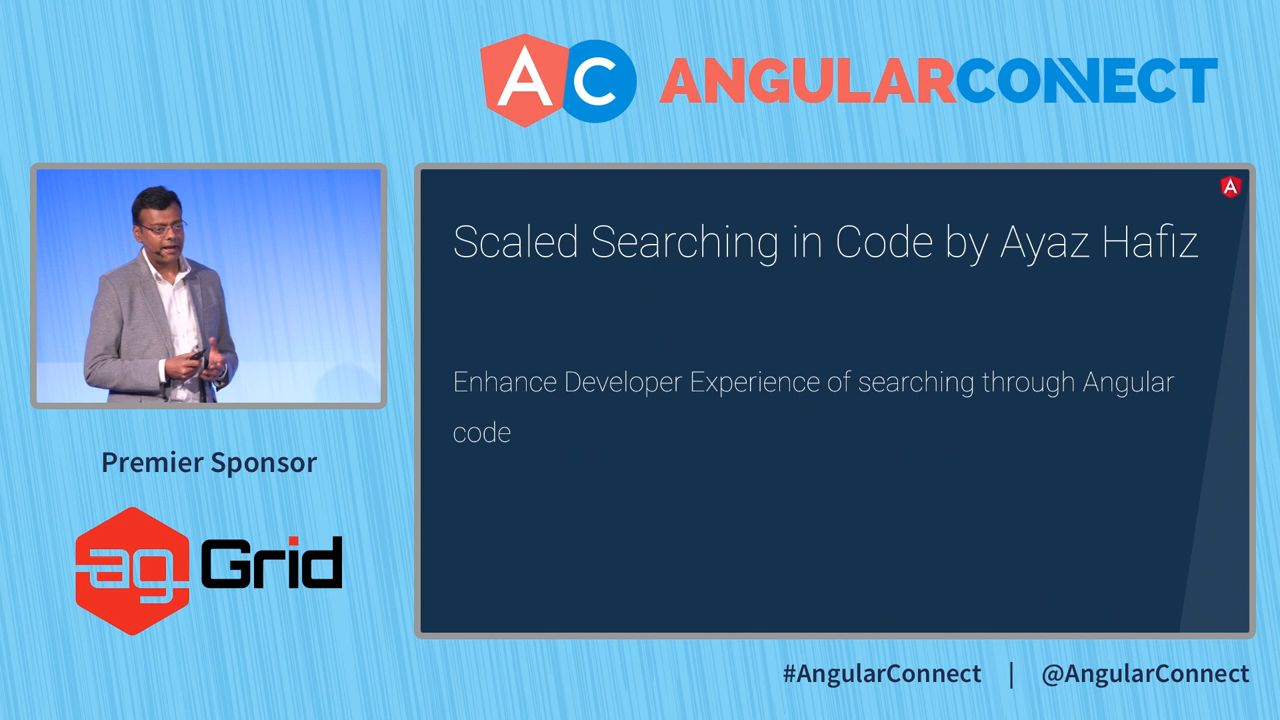 AC ANGULARCONNECT
A
Scaled Searching in Code by Ayaz Hafiz
Enhance Developer Experience of searching through Angular
code
Premier Sponsor
ag Grid
#AngularConnect | @AngularConnect